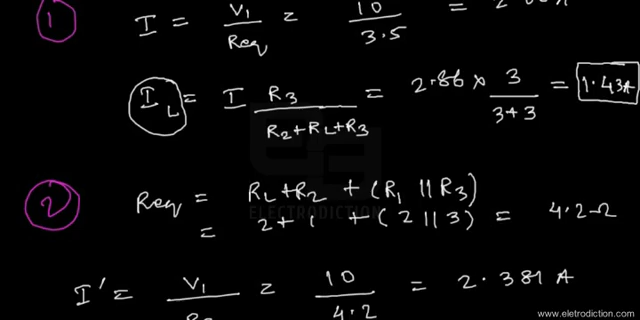 1 I = V1 / Req = 10 / 3.5 =
IL = I R3 / R2+RL+R3 = 2.86 × 3 / 3+3 = 1.43A
2 Req = RL+R2 + (R1 || R3)
= 2+1 + (2 || 3) = 4.2Ω
ELECTRODICTION
I' = V1 / = 10 / 4.2 = 2.381 A
www.eletrodiction.com